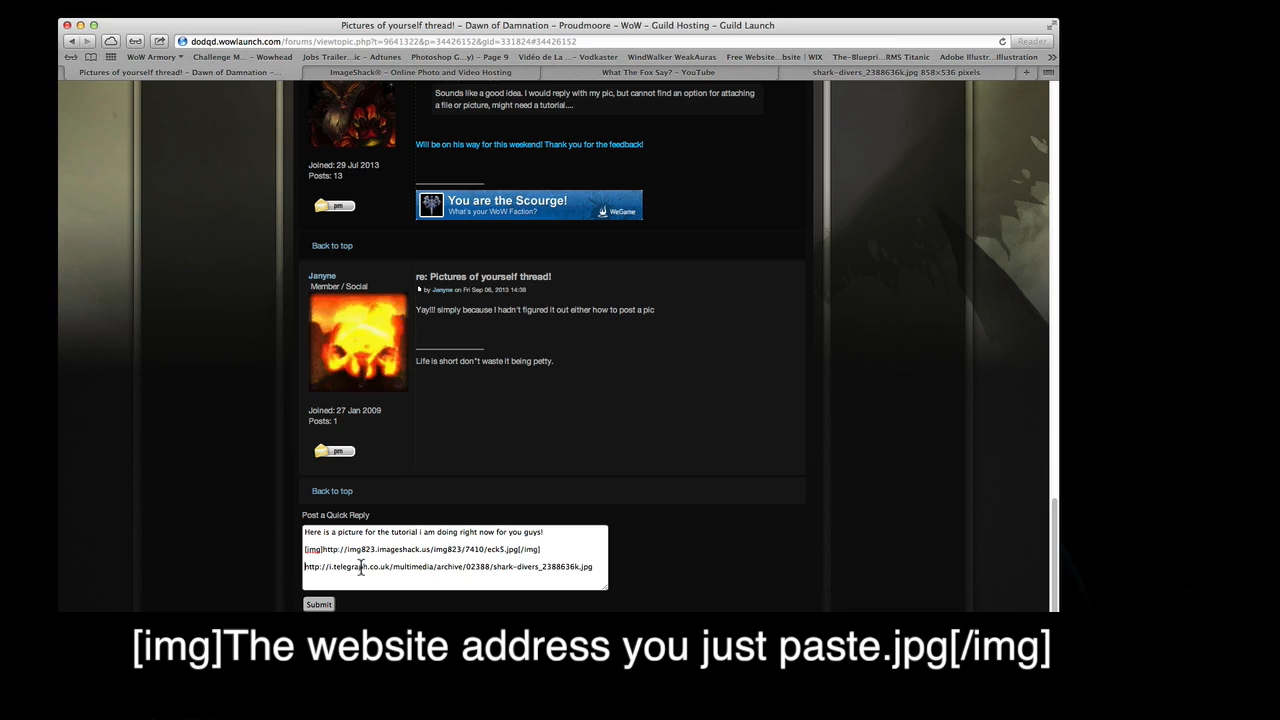 Pictures of yourself thread! – Dawn of Damnation – Proudmoore – WoW – Guild Hosting – Guild Launch
dodqd.wowlaunch.com/forums/viewtopic.php?t=9641322&p=34426152&gid=331824#34426152
Reader
WoW Armory
Challenge M... – Wowhead
Jobs Trailer...) – Adtunes
Photoshop G...y) – Page 9
Vidéo de La ... – Vodkaster
WindWalker WeakAuras
Free Website...bsite | WIX
The-Bluepri...RMS Titanic
Adobe Illust...Illustration
Pictures of yourself thread! – Dawn of Damnation –...
ImageShack® – Online Photo and Video Hosting
What The Fox Say? – YouTube
shark-divers_2388636k.jpg 858×536 pixels
Sounds like a good idea. I would reply with my pic, but cannot find an option for attaching
a file or picture, might need a tutorial....
Will be on his way for this weekend! Thank you for the feedback!
Joined: 29 Jul 2013
Posts: 13
pm
You are the Scourge!
What's your WoW Faction?
WeGame
Back to top
Janyne
Member / Social
re: Pictures of yourself thread!
by Janyne on Fri Sep 06, 2013 14:38
Yay!!! simply because I hadn't figured it out either how to post a pic
Life is short don"t waste it being petty.
Joined: 27 Jan 2009
Posts: 1
pm
Back to top
Post a Quick Reply
Here is a picture for the tutorial i am doing right now for you guys!
[img]http://img823.imageshack.us/img823/7410/eck5.jpg[/img]
http://i.telegraph.co.uk/multimedia/archive/02388/shark-divers_2388636k.jpg
Submit
[img]The website address you just paste.jpg[/img]